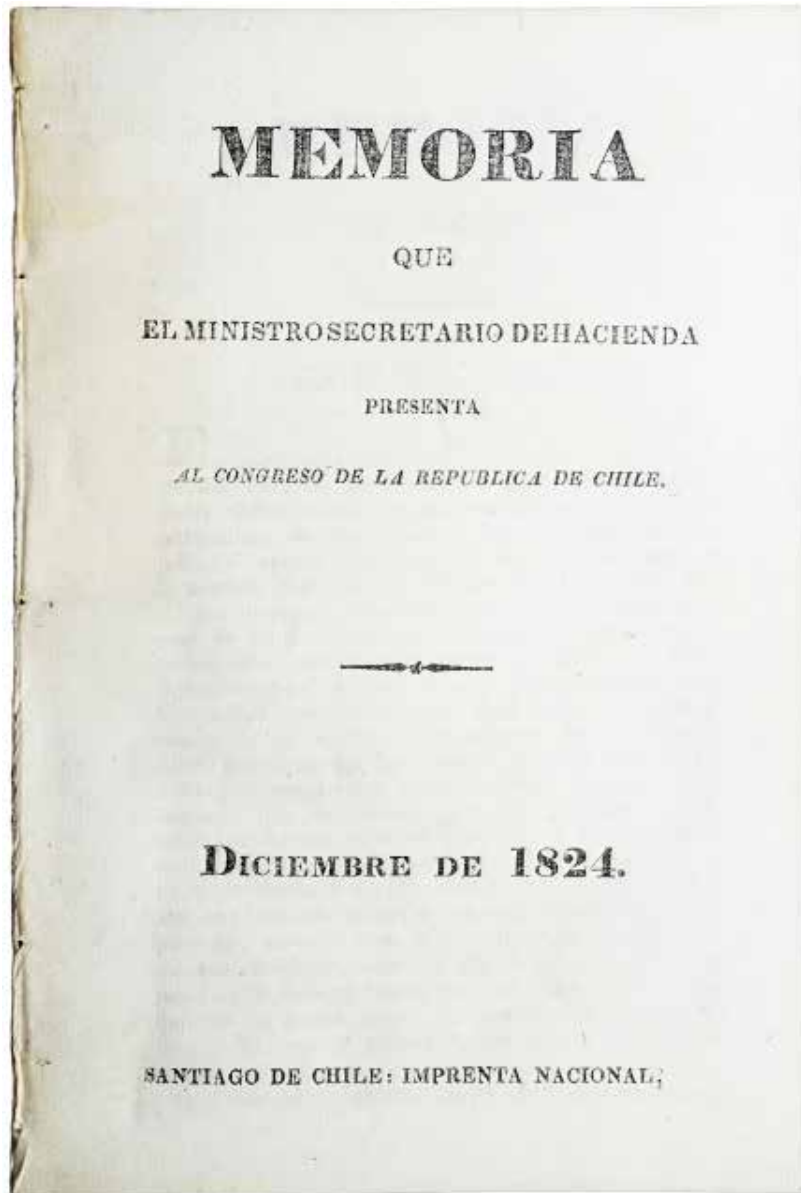 MEMORIA
QUE
EL MINISTRO SECRETARIO DE HACIENDA
PRESENTA
AL CONGRESO DE LA REPUBLICA DE CHILE.
DICIEMBRE DE 1824.
SANTIAGO DE CHILE: IMPRENTA NACIONAL,